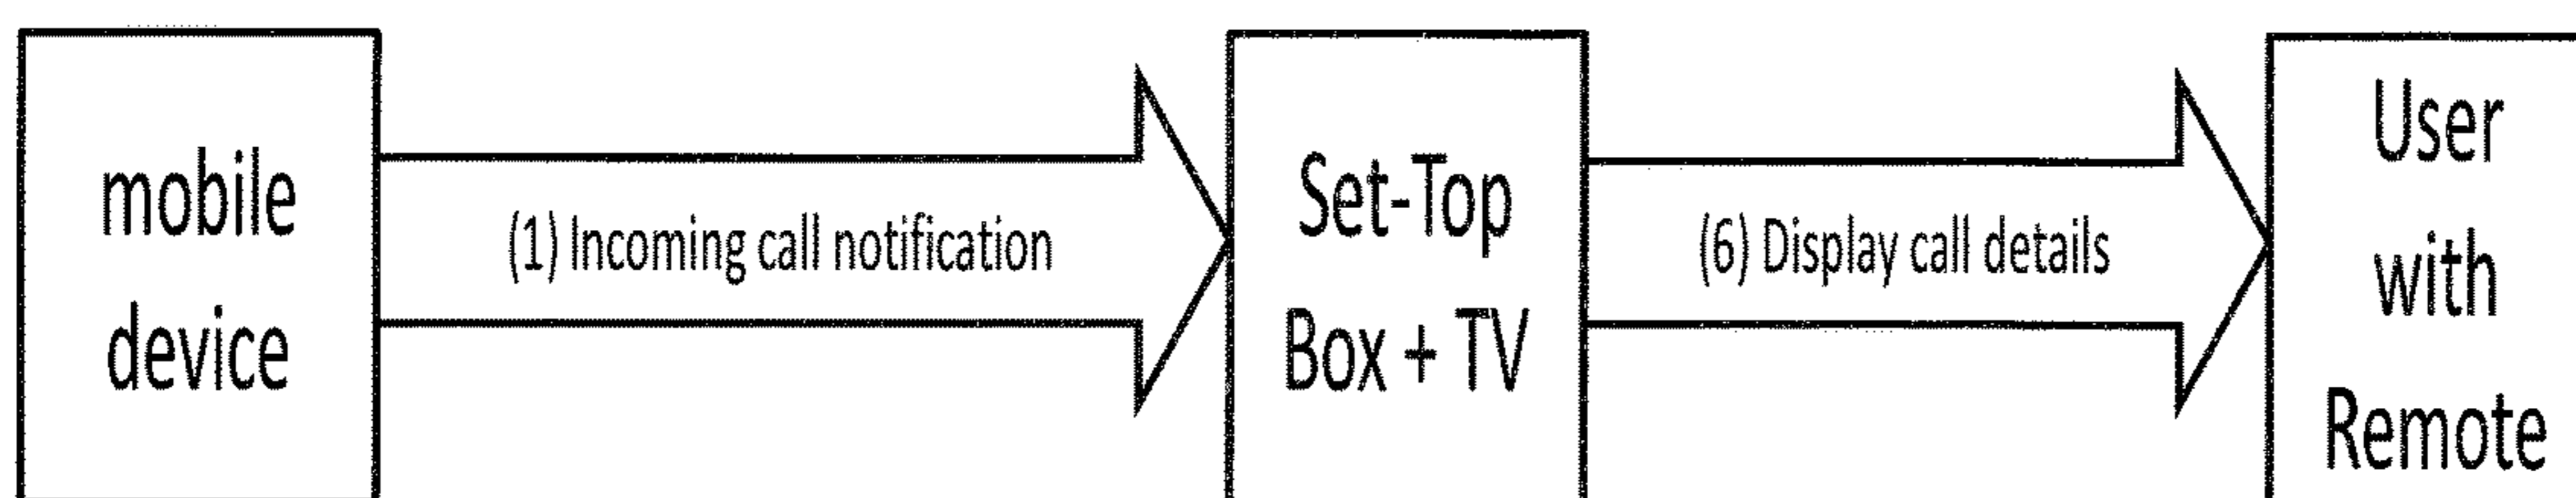 mobile
device
(1) Incoming call notification
Set-Top
Box + TV
(6) Display call details
User
with
Remote